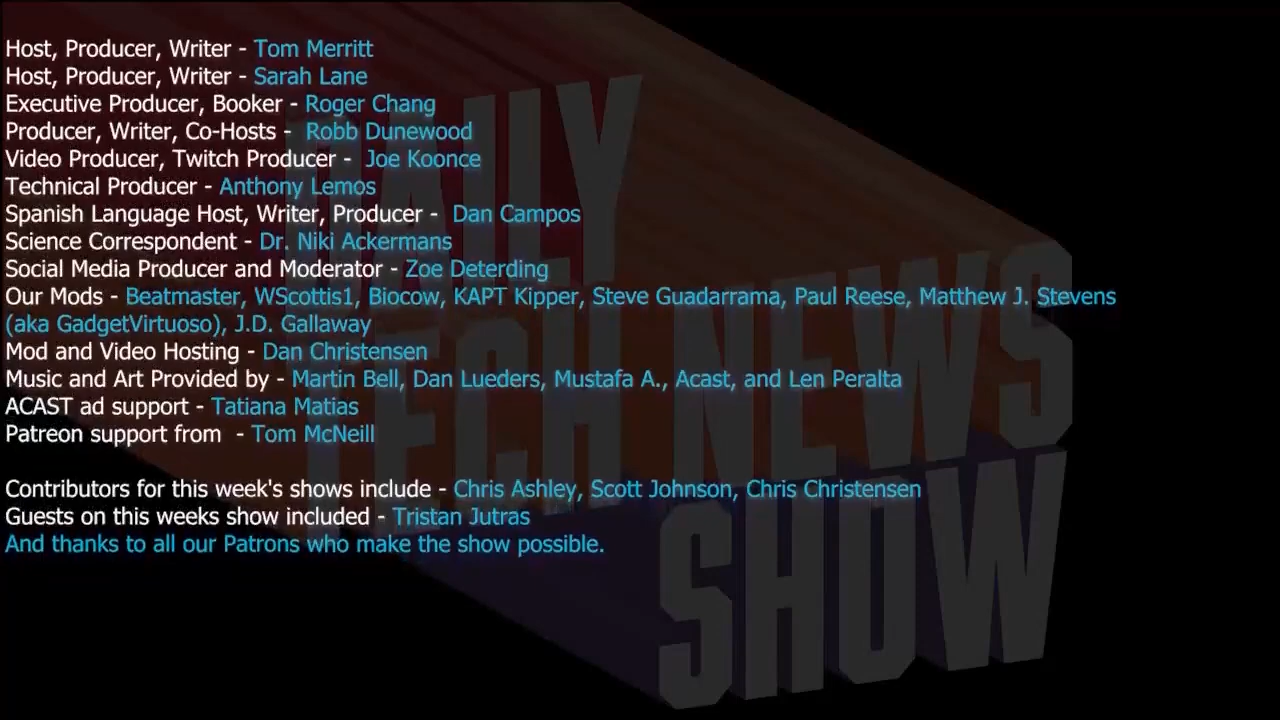 Host, Producer, Writer - Tom Merritt
Host, Producer, Writer - Sarah Lane
Executive Producer, Booker - Roger Chang
Producer, Writer, Co-Hosts -  Robb Dunewood
Video Producer, Twitch Producer -  Joe Koonce
Technical Producer - Anthony Lemos
Spanish Language Host, Writer, Producer -  Dan Campos
Science Correspondent - Dr. Niki Ackermans
Social Media Producer and Moderator - Zoe Deterding
Our Mods - Beatmaster, WScottis1, Biocow, KAPT Kipper, Steve Guadarrama, Paul Reese, Matthew J. Stevens
(aka GadgetVirtuoso), J.D. Gallaway
Mod and Video Hosting - Dan Christensen
Music and Art Provided by - Martin Bell, Dan Lueders, Mustafa A., Acast, and Len Peralta
ACAST ad support - Tatiana Matias
Patreon support from  - Tom McNeill
Contributors for this week's shows include - Chris Ashley, Scott Johnson, Chris Christensen
Guests on this weeks show included - Tristan Jutras
And thanks to all our Patrons who make the show possible.
DAILY
TECH NEWS
SHOW